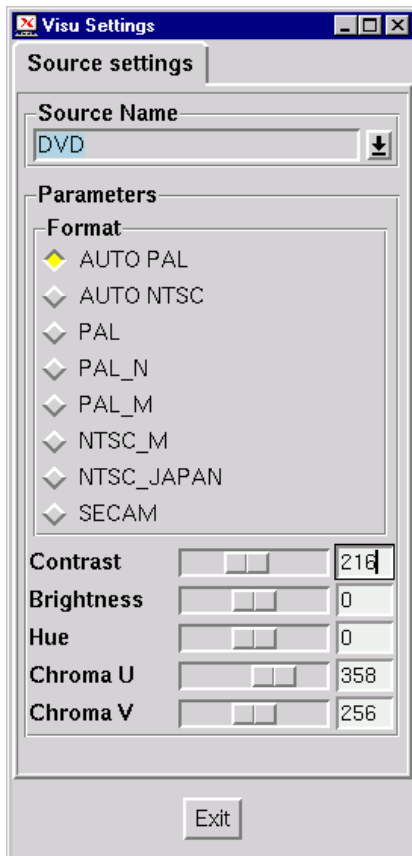 Visu Settings
Source settings
Source Name
DVD
Parameters
Format
AUTO PAL
AUTO NTSC
PAL
PAL_N
PAL_M
NTSC_M
NTSC_JAPAN
SECAM
Contrast 216
Brightness 0
Hue 0
Chroma U 358
Chroma V 256
Exit